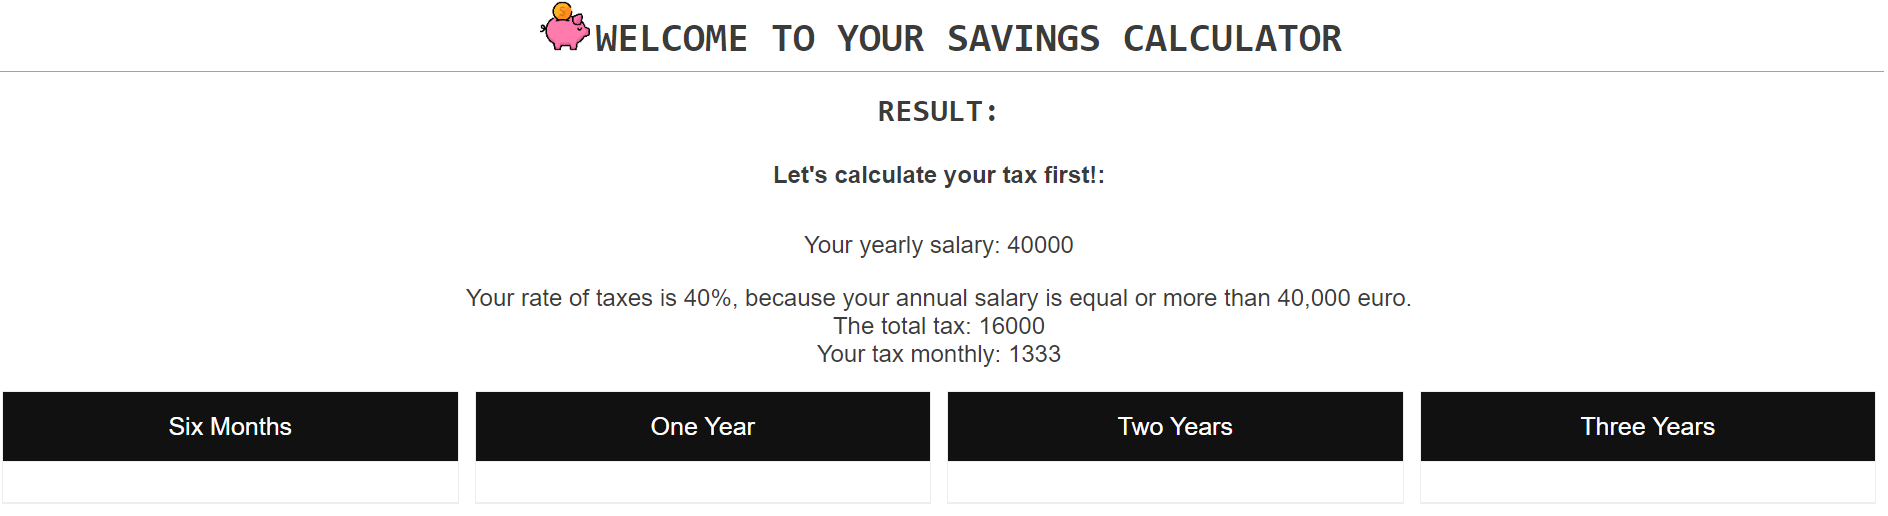 WELCOME TO YOUR SAVINGS CALCULATOR
RESULT:
Let's calculate your tax first!:
Your yearly salary: 40000
Your rate of taxes is 40%, because your annual salary is equal or more than 40,000 euro.
The total tax: 16000
Your tax monthly: 1333
Six Months
One Year
Two Years
Three Years